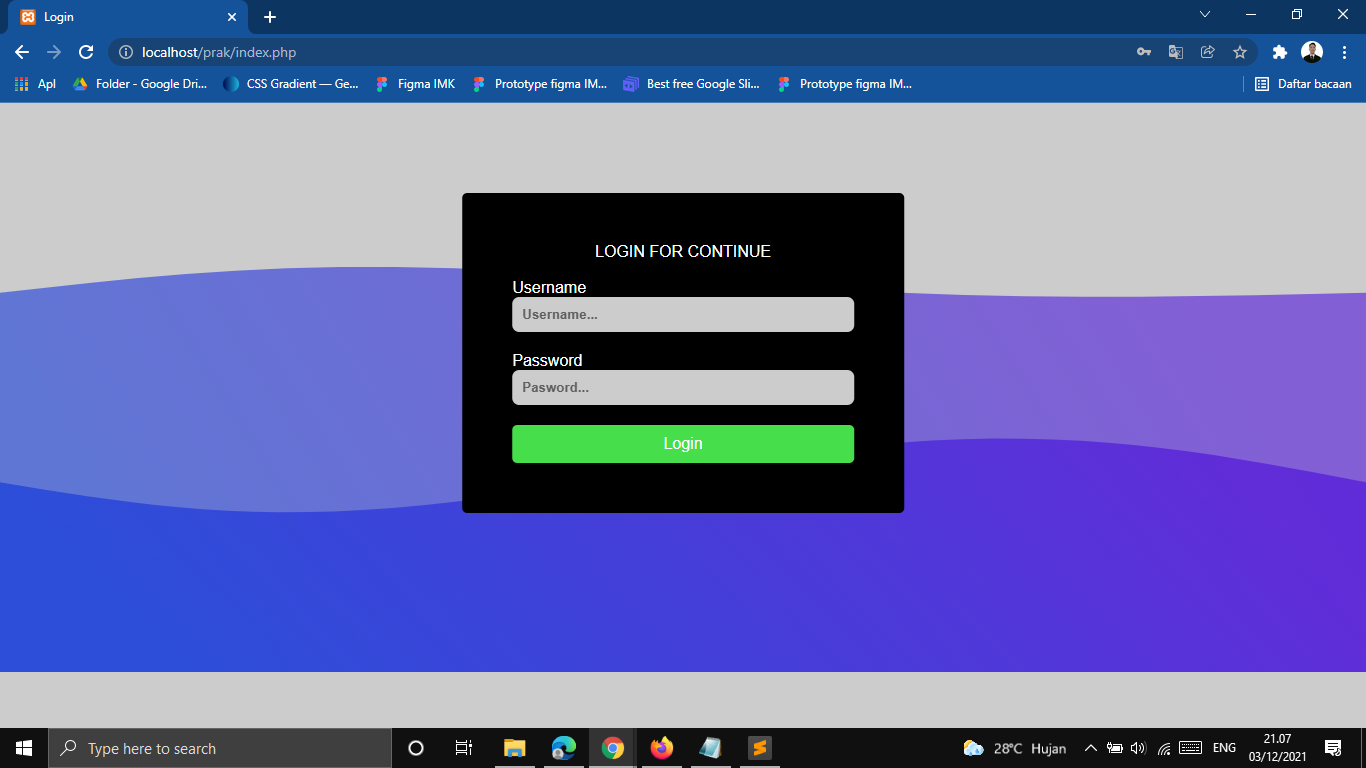 Login
localhost/prak/index.php
Apl Folder - Google Dri... CSS Gradient — Ge... Figma IMK Prototype figma IM... Best free Google Sli... Prototype figma IM... Daftar bacaan
LOGIN FOR CONTINUE
Username
Username...
Password
Pasword...
Login
Type here to search
28°C Hujan
ENG
21.07
03/12/2021